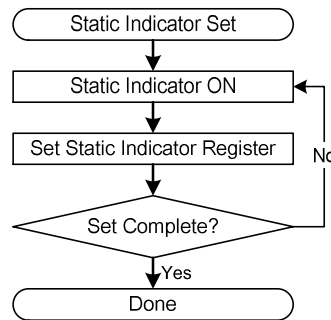 Static Indicator Set
Static Indicator ON
Set Static Indicator Register
No
Set Complete?
Yes
Done